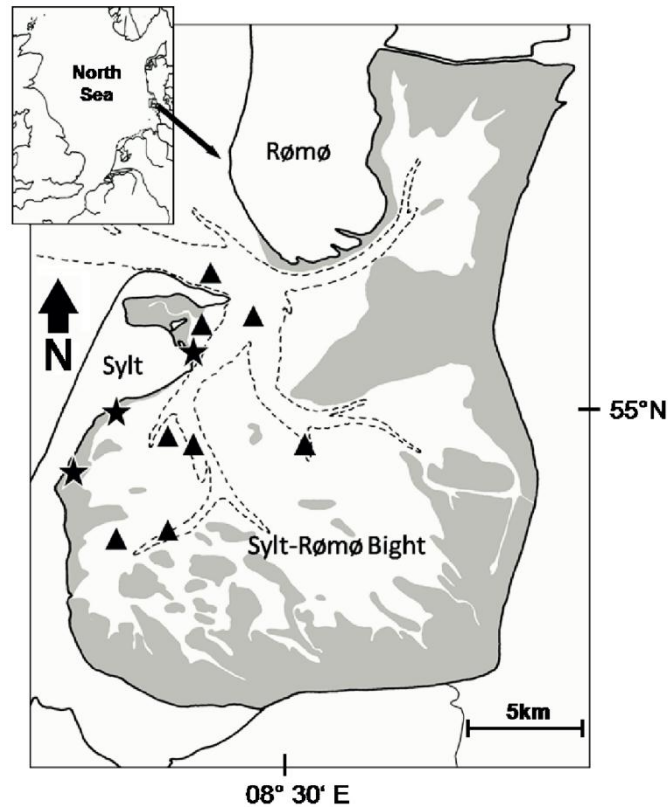 North
Sea
Rømø
N
Sylt
55°N
Sylt-Rømø Bight
5km
08° 30‘ E